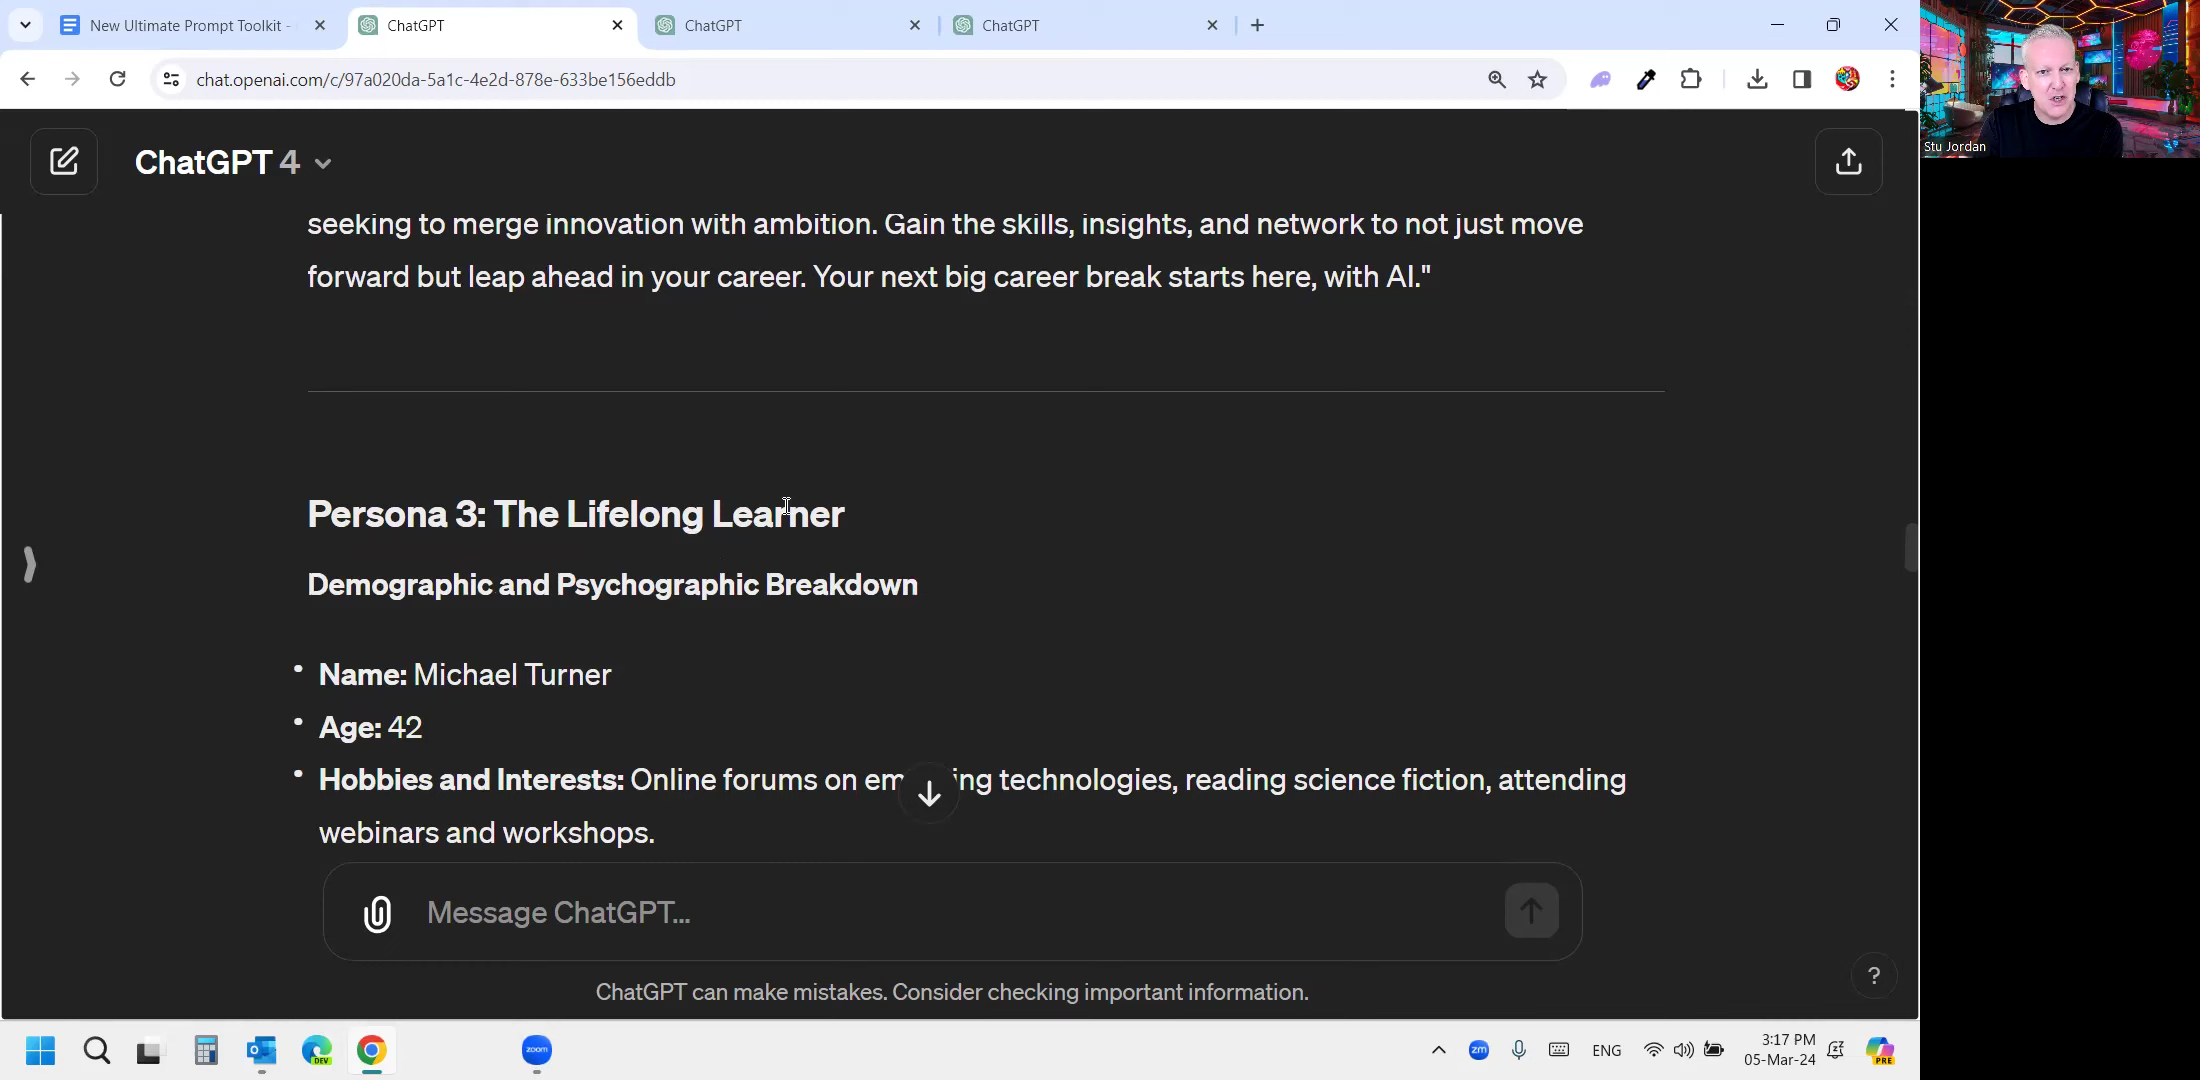 New Ultimate Prompt Toolkit -
ChatGPT
ChatGPT
ChatGPT
chat.openai.com/c/97a020da-5a1c-4e2d-878e-633be156eddb
Stu Jordan
ChatGPT 4
seeking to merge innovation with ambition. Gain the skills, insights, and network to not just move
forward but leap ahead in your career. Your next big career break starts here, with AI."
Persona 3: The Lifelong Learner
Demographic and Psychographic Breakdown
• Name: Michael Turner
• Age: 42
• Hobbies and Interests: Online forums on em ing technologies, reading science fiction, attending
webinars and workshops.
Message ChatGPT...
ChatGPT can make mistakes. Consider checking important information.
?
DEV
zoom
zm
ENG
3:17 PM
05-Mar-24
PRE